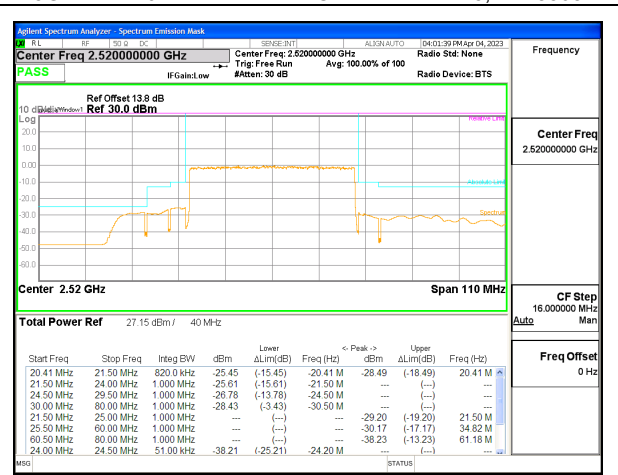 Agilent Spectrum Analyzer - Spectrum Emission Mask
RL RF 50 Ω DC SENSE:INT ALIGN AUTO 04:01:39 PM Apr 04, 2023
Center Freq 2.520000000 GHz Center Freq: 2.520000000 GHz Radio Std: None
Trig: Free Run Avg: 100.00% of 100
PASS IFGain:Low #Atten: 30 dB Radio Device: BTS
Ref Offset 13.8 dB
10 dB/div Window1 Ref 30.0 dBm
Log Relative Limit
20.0
10.0
0.00
Absolute Limit
-20.0
-30.0 Spectrum
-40.0
-50.0
-60.0
Center 2.52 GHz Span 110 MHz
Total Power Ref 27.15 dBm / 40 MHz
Lower <- Peak -> Upper
Start Freq Stop Freq Integ BW dBm ΔLim(dB) Freq (Hz) dBm ΔLim(dB) Freq (Hz)
20.41 MHz 21.50 MHz 820.0 kHz -25.45 (-15.45) -20.41 M -28.49 (-18.49) 20.41 M
21.50 MHz 24.00 MHz 1.000 MHz -25.61 (-15.61) -21.50 M --- (---) ---
24.50 MHz 29.50 MHz 1.000 MHz -26.78 (-13.78) -24.50 M --- (---) ---
30.00 MHz 80.00 MHz 1.000 MHz -28.43 (-3.43) -30.50 M --- (---) ---
21.50 MHz 25.00 MHz 1.000 MHz --- (---) --- -29.20 (-19.20) 21.50 M
25.50 MHz 60.00 MHz 1.000 MHz --- (---) --- -30.17 (-17.17) 34.82 M
60.50 MHz 80.00 MHz 1.000 MHz --- (---) --- -38.23 (-13.23) 61.18 M
24.00 MHz 24.50 MHz 51.00 kHz -38.21 (-25.21) -24.20 M --- (---) ---
MSG STATUS
Frequency
Center Freq
2.520000000 GHz
CF Step
16.000000 MHz
Auto Man
Freq Offset
0 Hz